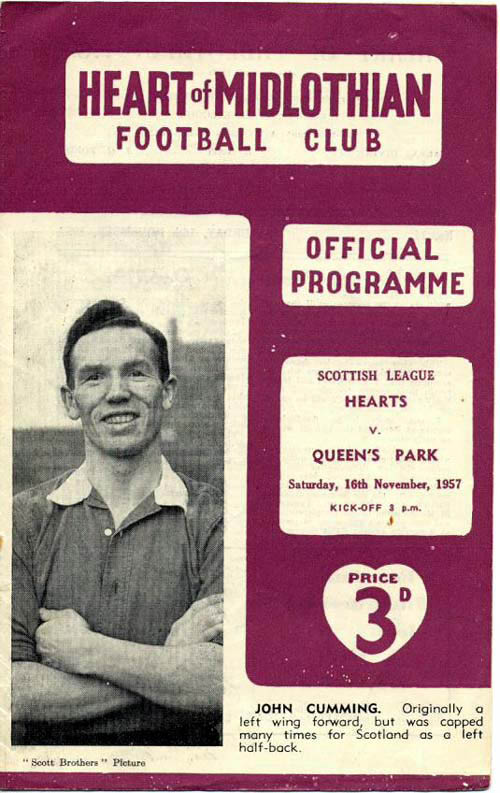 HEART of MIDLOTHIAN
FOOTBALL CLUB
OFFICIAL
PROGRAMME
SCOTTISH LEAGUE
HEARTS
v.
QUEEN'S PARK
Saturday, 16th November, 1957
KICK-OFF 3 p.m.
PRICE
3D
JOHN CUMMING. Originally a
left wing forward, but was capped
many times for Scotland as a left
half-back.
"Scott Brothers" Picture